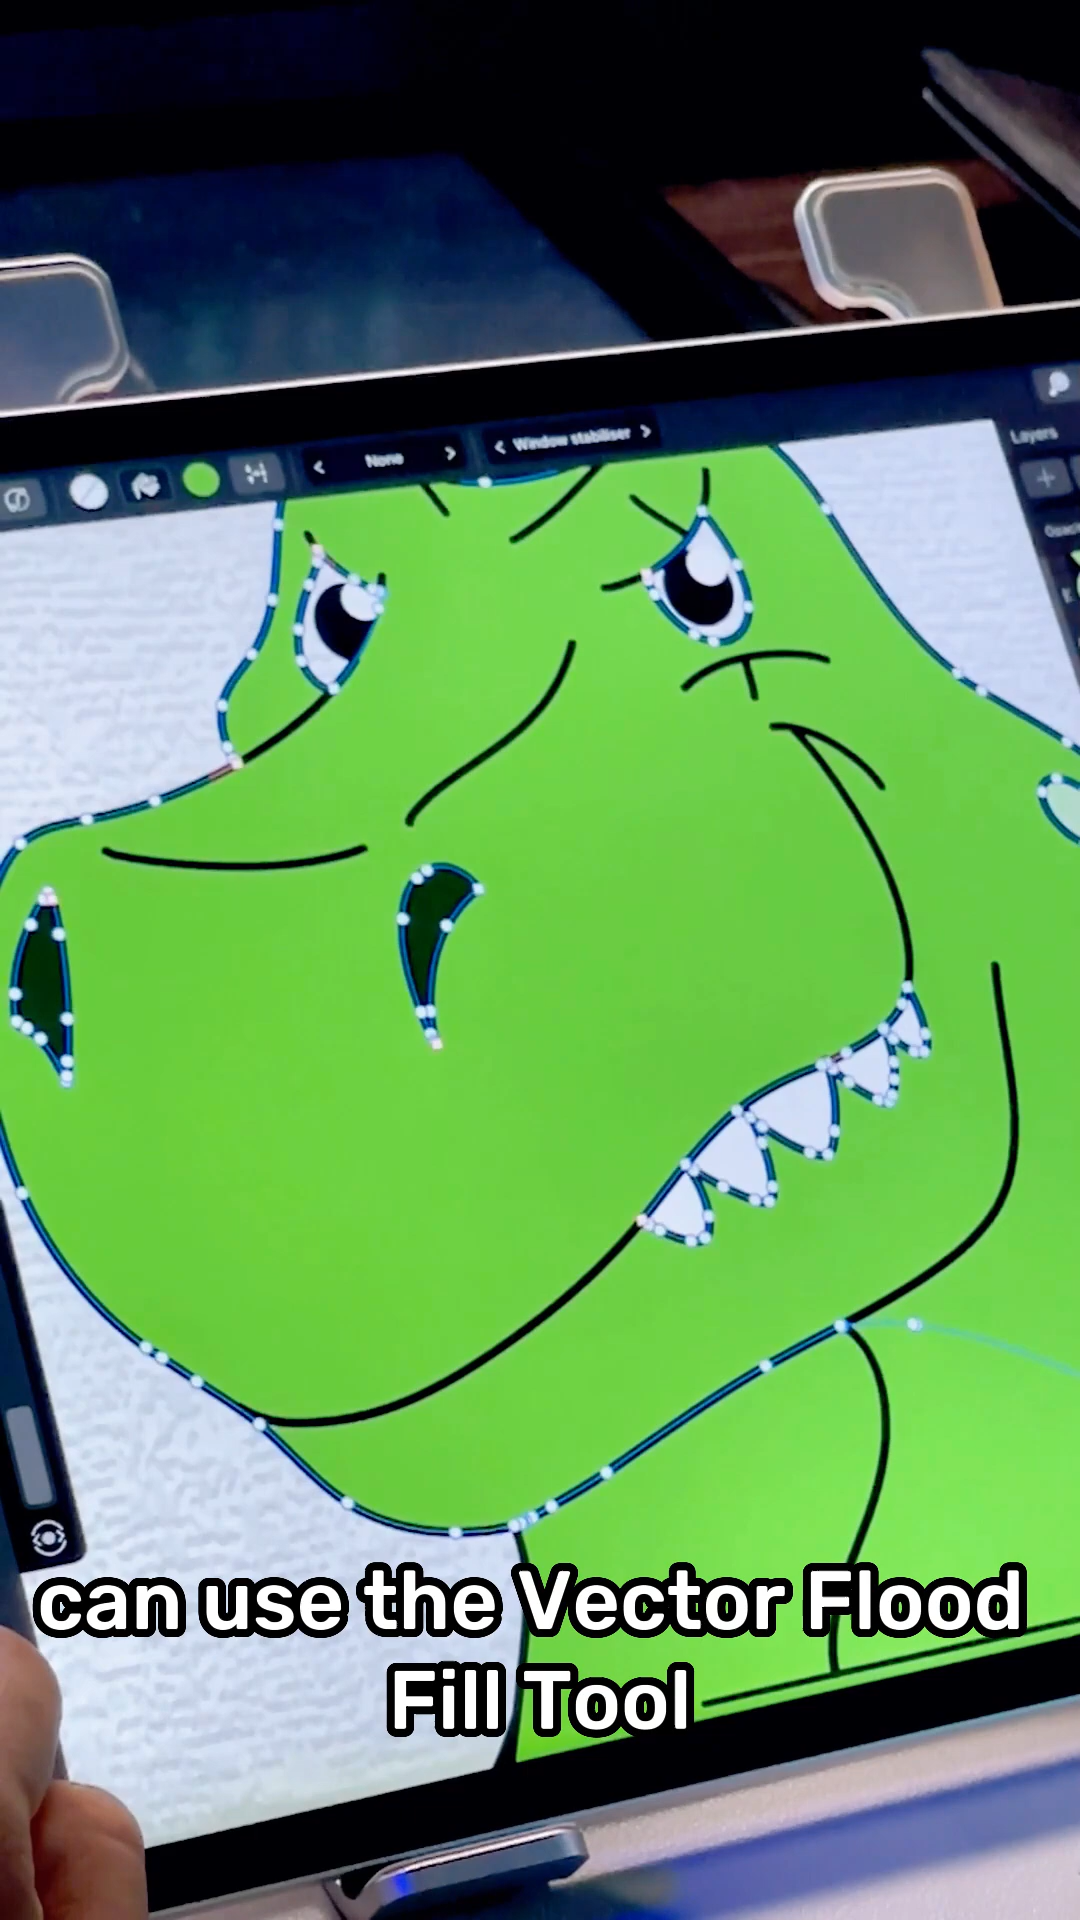 None
Window stabiliser
Layers
can use the Vector Flood
Fill Tool